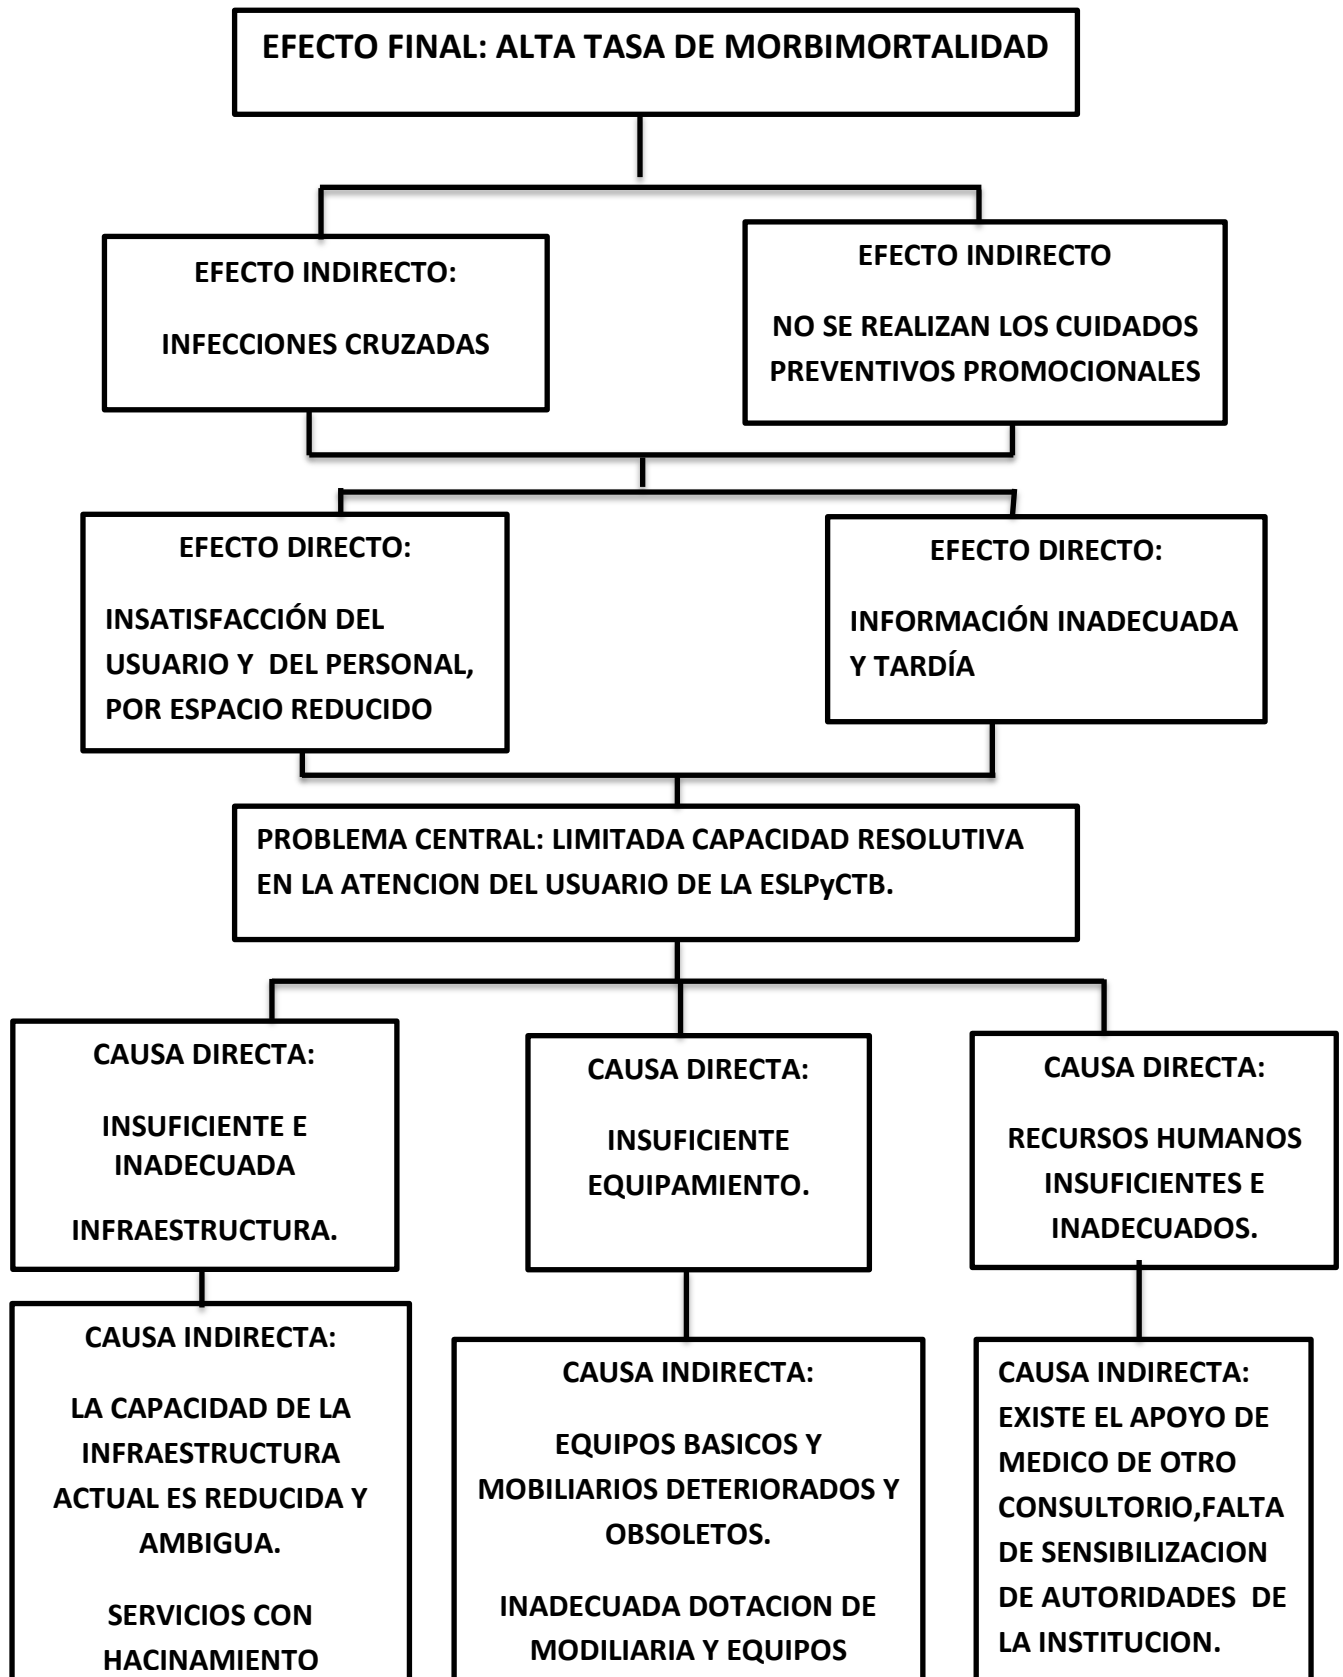 EFECTO FINAL: ALTA TASA DE MORBIMORTALIDAD
EFECTO INDIRECTO:
INFECCIONES CRUZADAS
EFECTO INDIRECTO
NO SE REALIZAN LOS CUIDADOS
PREVENTIVOS PROMOCIONALES
EFECTO DIRECTO:
INSATISFACCIÓN DEL
USUARIO Y  DEL PERSONAL,
POR ESPACIO REDUCIDO
EFECTO DIRECTO:
INFORMACIÓN INADECUADA
Y TARDÍA
PROBLEMA CENTRAL: LIMITADA CAPACIDAD RESOLUTIVA
EN LA ATENCION DEL USUARIO DE LA ESLPyCTB.
CAUSA DIRECTA:
INSUFICIENTE E
INADECUADA
INFRAESTRUCTURA.
CAUSA DIRECTA:
INSUFICIENTE
EQUIPAMIENTO.
CAUSA DIRECTA:
RECURSOS HUMANOS
INSUFICIENTES E
INADECUADOS.
CAUSA INDIRECTA:
LA CAPACIDAD DE LA
INFRAESTRUCTURA
ACTUAL ES REDUCIDA Y
AMBIGUA.
SERVICIOS CON
HACINAMIENTO
CAUSA INDIRECTA:
EQUIPOS BASICOS Y
MOBILIARIOS DETERIORADOS Y
OBSOLETOS.
INADECUADA DOTACION DE
MODILIARIA Y EQUIPOS
CAUSA INDIRECTA:
EXISTE EL APOYO DE
MEDICO DE OTRO
CONSULTORIO,FALTA
DE SENSIBILIZACION
DE AUTORIDADES  DE
LA INSTITUCION.